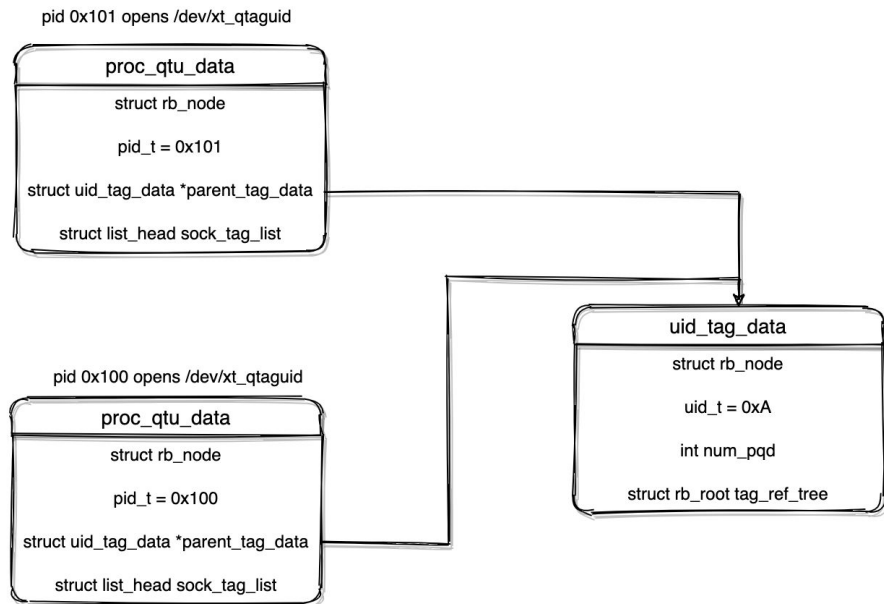 pid 0x101 opens /dev/xt_qtaguid
proc_qtu_data
struct rb_node
pid_t = 0x101
struct uid_tag_data *parent_tag_data
struct list_head sock_tag_list
uid_tag_data
struct rb_node
uid_t = 0xA
int num_pqd
struct rb_root tag_ref_tree
pid 0x100 opens /dev/xt_qtaguid
proc_qtu_data
struct rb_node
pid_t = 0x100
struct uid_tag_data *parent_tag_data
struct list_head sock_tag_list